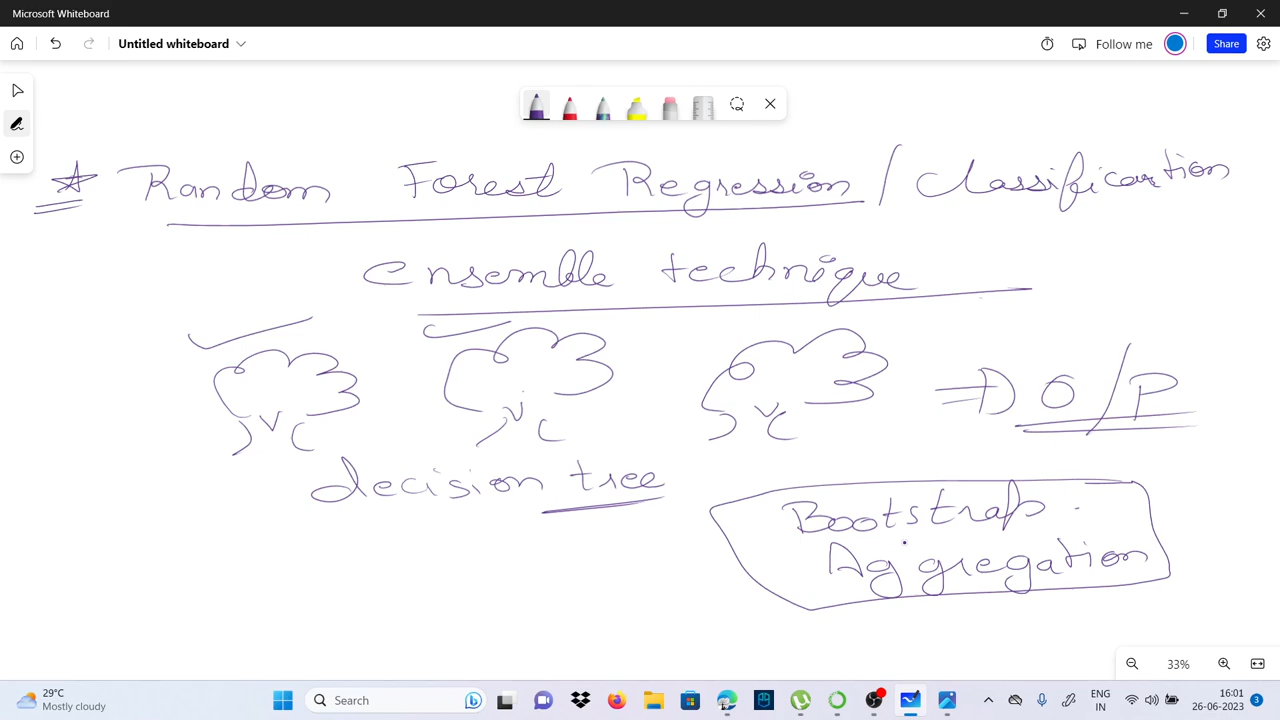 Microsoft Whiteboard
Untitled whiteboard
Follow me
Share
* Random Forest Regression / Classification
ensemble technique
=> O/P
decision tree
Bootstrap
Aggregation
33%
29°C
Mostly cloudy
Search
ENG
IN
16:01
26-06-2023
3